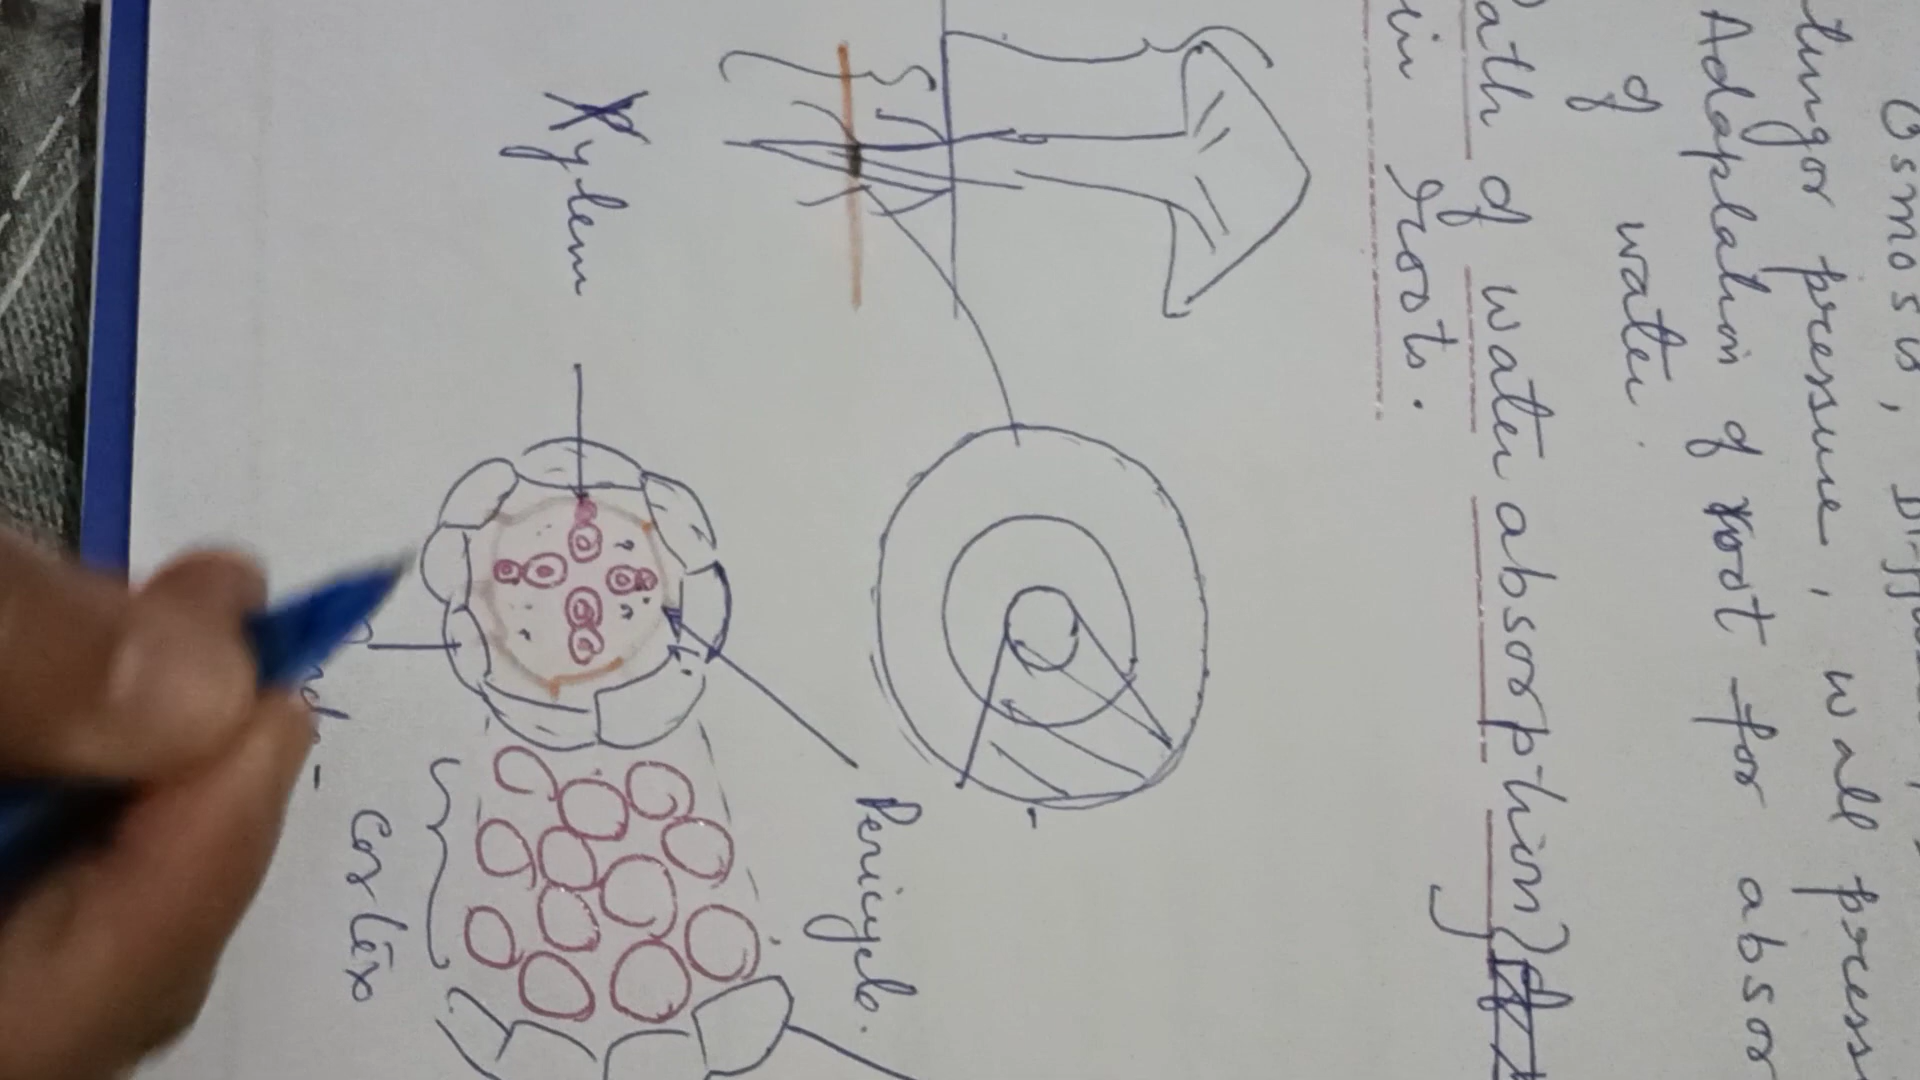 Osmosis,
turgor pressure, wall press
Adaptation of root for absor
of water.
ath of water absorption
in roots.
Pericycle.
Xylem
Cortex